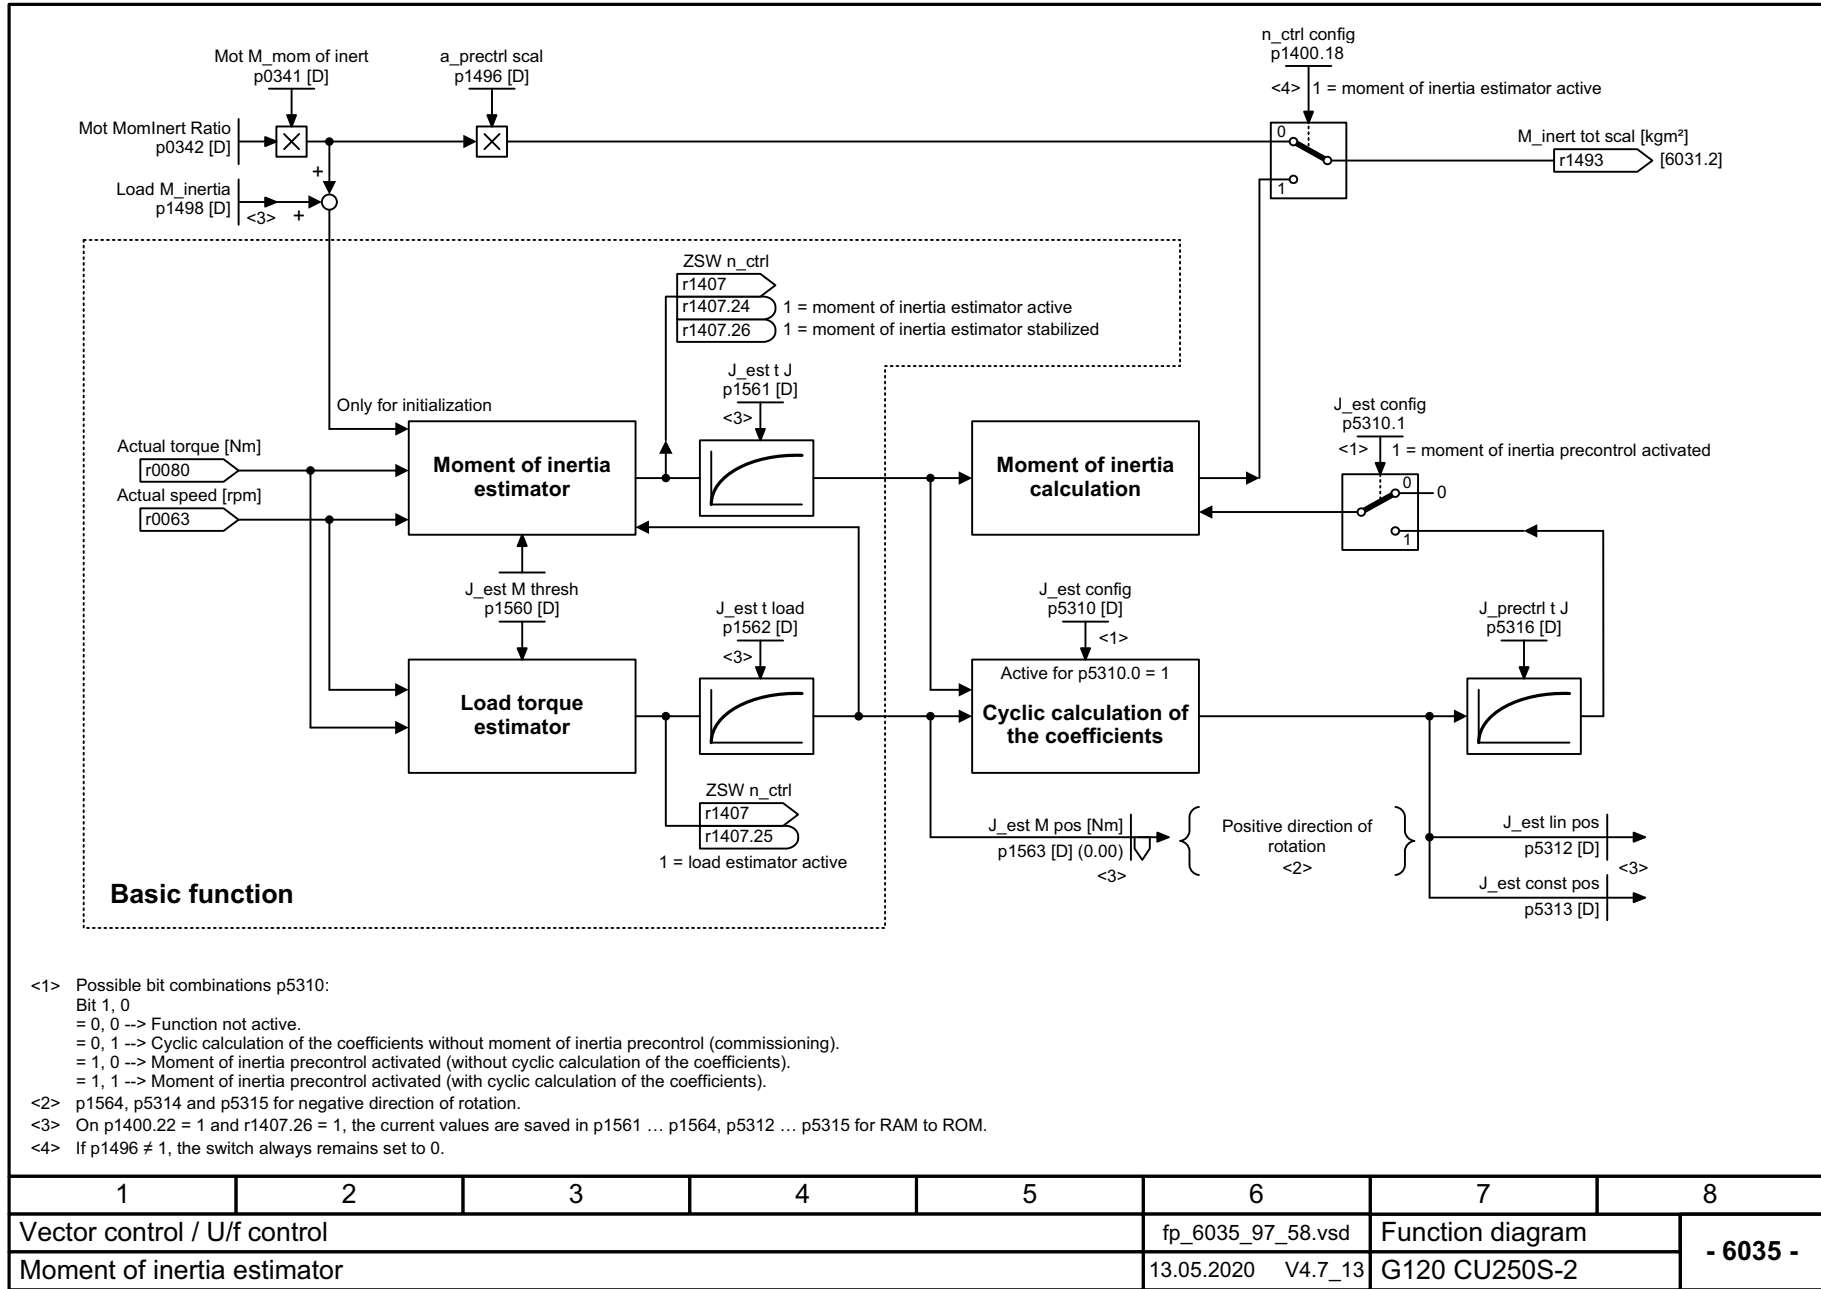 Mot M_mom of inert
p0341 [D]
a_prectrl scal
p1496 [D]
n_ctrl config
p1400.18
<4> 1 = moment of inertia estimator active
Mot MomInert Ratio
p0342 [D]
0
1
M_inert tot scal [kgm²]
r1493 [6031.2]
+
Load M_inertia
p1498 [D]
<3> +
ZSW n_ctrl
r1407
r1407.24 1 = moment of inertia estimator active
r1407.26 1 = moment of inertia estimator stabilized
J_est t J
p1561 [D]
<3>
Only for initialization
Actual torque [Nm]
r0080
Actual speed [rpm]
r0063
Moment of inertia
estimator
Moment of inertia
calculation
J_est config
p5310.1
<1> 1 = moment of inertia precontrol activated
0 0
1
J_est M thresh
p1560 [D]
J_est t load
p1562 [D]
<3>
J_est config
p5310 [D]
<1>
J_prectrl t J
p5316 [D]
Load torque
estimator
Active for p5310.0 = 1
Cyclic calculation of
the coefficients
ZSW n_ctrl
r1407
r1407.25
1 = load estimator active
J_est M pos [Nm]
p1563 [D] (0.00)
<3>
Positive direction of
rotation
<2>
J_est lin pos
p5312 [D]
<3>
J_est const pos
p5313 [D]
Basic function
<1> Possible bit combinations p5310:
Bit 1, 0
= 0, 0 --> Function not active.
= 0, 1 --> Cyclic calculation of the coefficients without moment of inertia precontrol (commissioning).
= 1, 0 --> Moment of inertia precontrol activated (without cyclic calculation of the coefficients).
= 1, 1 --> Moment of inertia precontrol activated (with cyclic calculation of the coefficients).
<2> p1564, p5314 and p5315 for negative direction of rotation.
<3> On p1400.22 = 1 and r1407.26 = 1, the current values are saved in p1561 … p1564, p5312 … p5315 for RAM to ROM.
<4> If p1496 ≠ 1, the switch always remains set to 0.
1 2 3 4 5 6 7 8
Vector control / U/f control fp_6035_97_58.vsd Function diagram
- 6035 -
Moment of inertia estimator 13.05.2020 V4.7_13 G120 CU250S-2